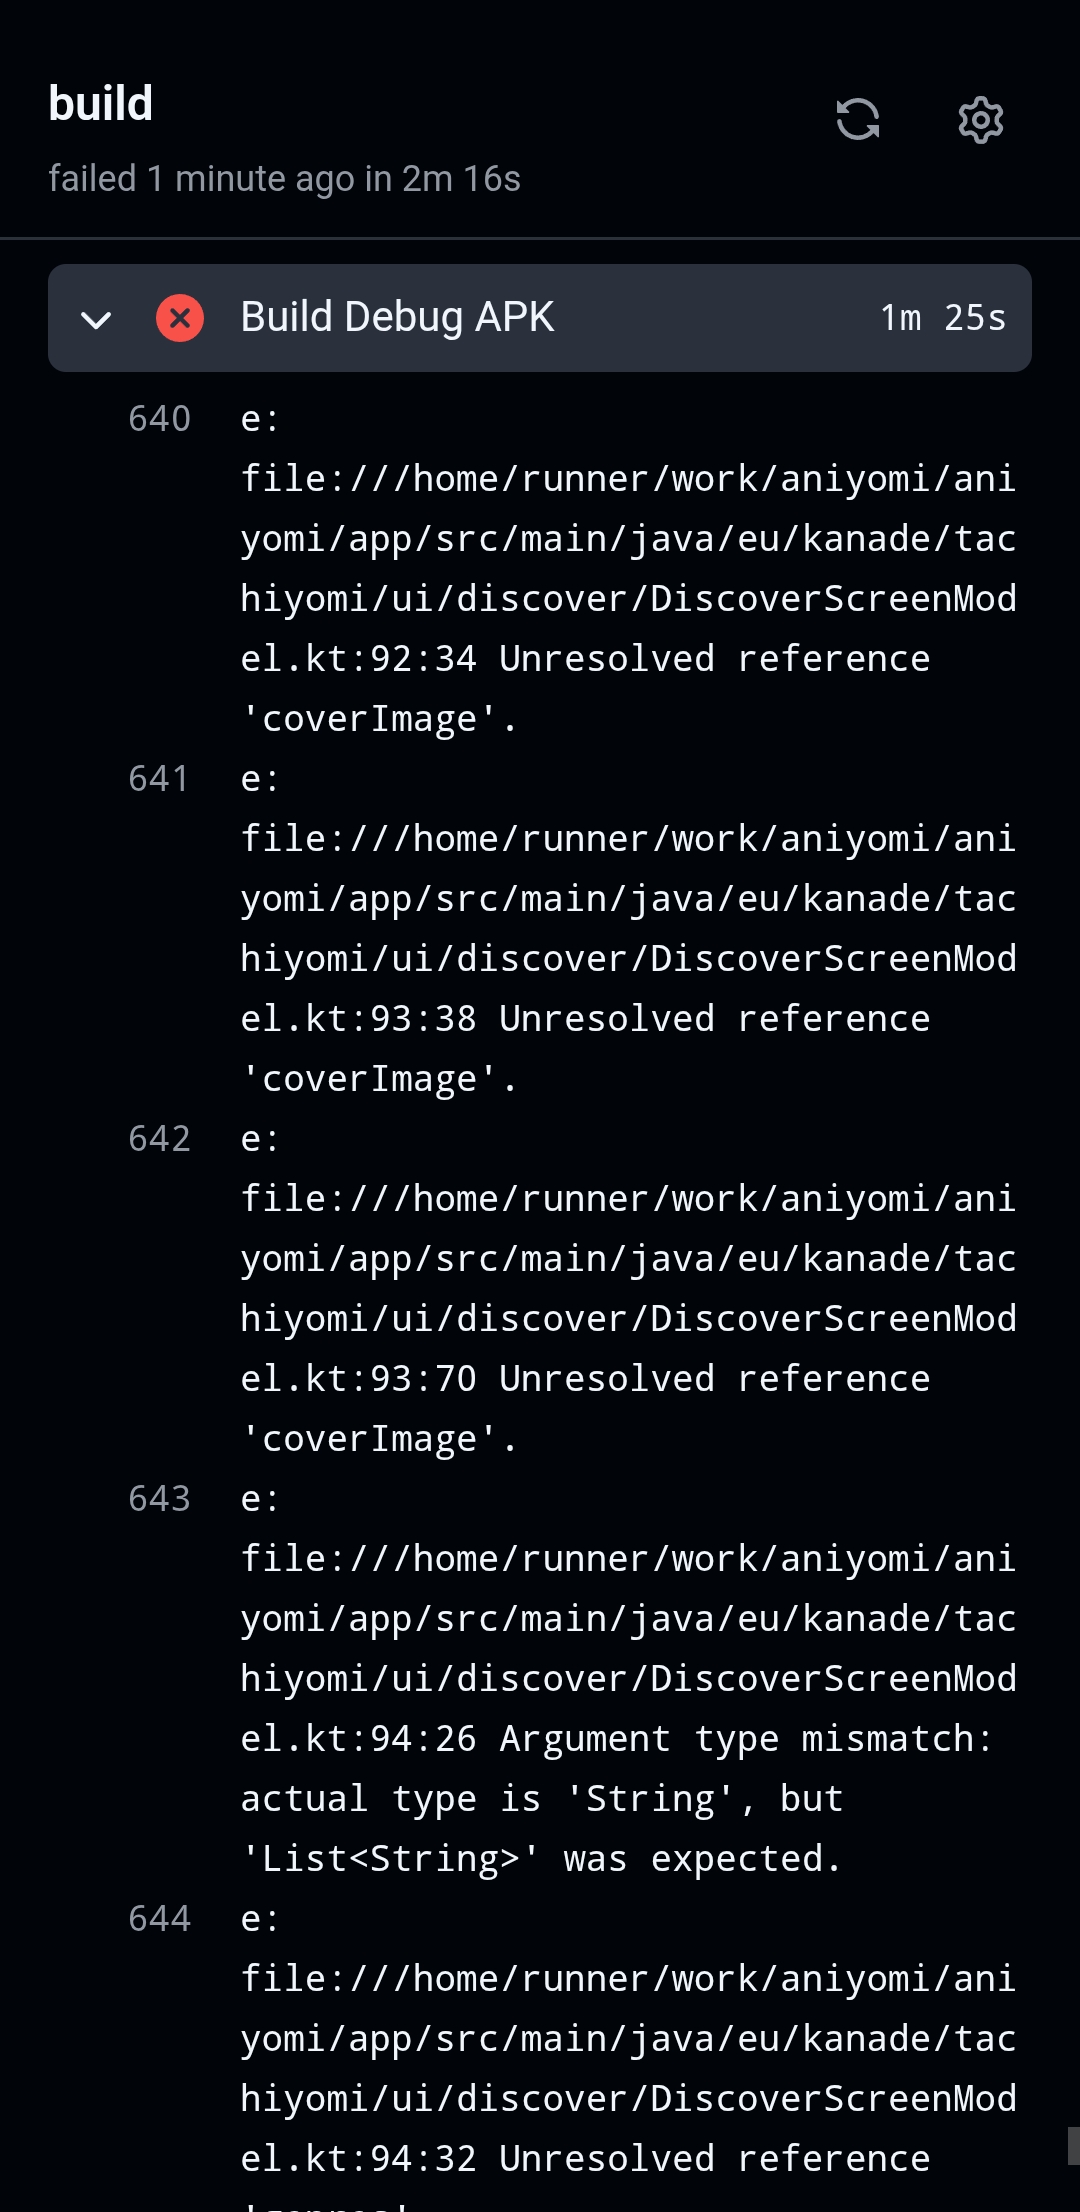 build
failed 1 minute ago in 2m 16s
Build Debug APK 1m 25s
640 e:
file:///home/runner/work/aniyomi/ani
yomi/app/src/main/java/eu/kanade/tac
hiyomi/ui/discover/DiscoverScreenMod
el.kt:92:34 Unresolved reference
'coverImage'.
641 e:
file:///home/runner/work/aniyomi/ani
yomi/app/src/main/java/eu/kanade/tac
hiyomi/ui/discover/DiscoverScreenMod
el.kt:93:38 Unresolved reference
'coverImage'.
642 e:
file:///home/runner/work/aniyomi/ani
yomi/app/src/main/java/eu/kanade/tac
hiyomi/ui/discover/DiscoverScreenMod
el.kt:93:70 Unresolved reference
'coverImage'.
643 e:
file:///home/runner/work/aniyomi/ani
yomi/app/src/main/java/eu/kanade/tac
hiyomi/ui/discover/DiscoverScreenMod
el.kt:94:26 Argument type mismatch:
actual type is 'String', but
'List<String>' was expected.
644 e:
file:///home/runner/work/aniyomi/ani
yomi/app/src/main/java/eu/kanade/tac
hiyomi/ui/discover/DiscoverScreenMod
el.kt:94:32 Unresolved reference